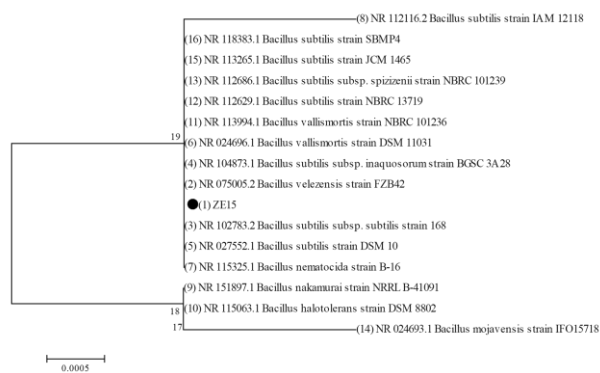 (8) NR 112116.2 Bacillus subtilis strain IAM 12118
(16) NR 118383.1 Bacillus subtilis strain SBMP4
(15) NR 113265.1 Bacillus subtilis strain JCM 1465
(13) NR 112686.1 Bacillus subtilis subsp. spizizenii strain NBRC 101239
(12) NR 112629.1 Bacillus subtilis strain NBRC 13719
(11) NR 113994.1 Bacillus vallismortis strain NBRC 101236
19
(6) NR 024696.1 Bacillus vallismortis strain DSM 11031
(4) NR 104873.1 Bacillus subtilis subsp. inaquosorum strain BGSC 3A28
(2) NR 075005.2 Bacillus velezensis strain FZB42
(1) ZE15
(3) NR 102783.2 Bacillus subtilis subsp. subtilis strain 168
(5) NR 027552.1 Bacillus subtilis strain DSM 10
(7) NR 115325.1 Bacillus nematocida strain B-16
(9) NR 151897.1 Bacillus nakamurai strain NRRL B-41091
(10) NR 115063.1 Bacillus halotolerans strain DSM 8802
18
17
(14) NR 024693.1 Bacillus mojavensis strain IFO15718
0.0005